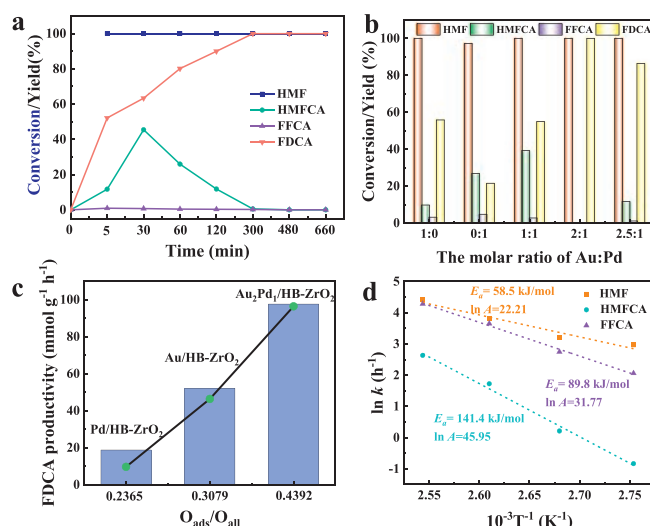 a
Conversion/Yield(%)
100
80
60
40
20
0
HMF
HMFCA
FFCA
FDCA
0 5 30 60 120 300 480 660
Time (min)
b
HMF HMFCA FFCA FDCA
Conversion/Yield (%)
100
80
60
40
20
0
1:0 0:1 1:1 2:1 2.5:1
The molar ratio of Au:Pd
c
FDCA productivity (mmol g⁻¹ h⁻¹)
100
80
60
40
20
0
Au₂Pd₁/HB-ZrO₂
Au/HB-ZrO₂
Pd/HB-ZrO₂
0.2365 0.3079 0.4392
Oₐds/Oₐll
d
ln k (h⁻¹)
5
4
3
2
1
0
-1
Eₐ= 58.5 kJ/mol
ln A=22.21
HMF
HMFCA
FFCA
Eₐ= 89.8 kJ/mol
ln A=31.77
Eₐ= 141.4 kJ/mol
ln A=45.95
2.55 2.60 2.65 2.70 2.75
10⁻³T⁻¹ (K⁻¹)